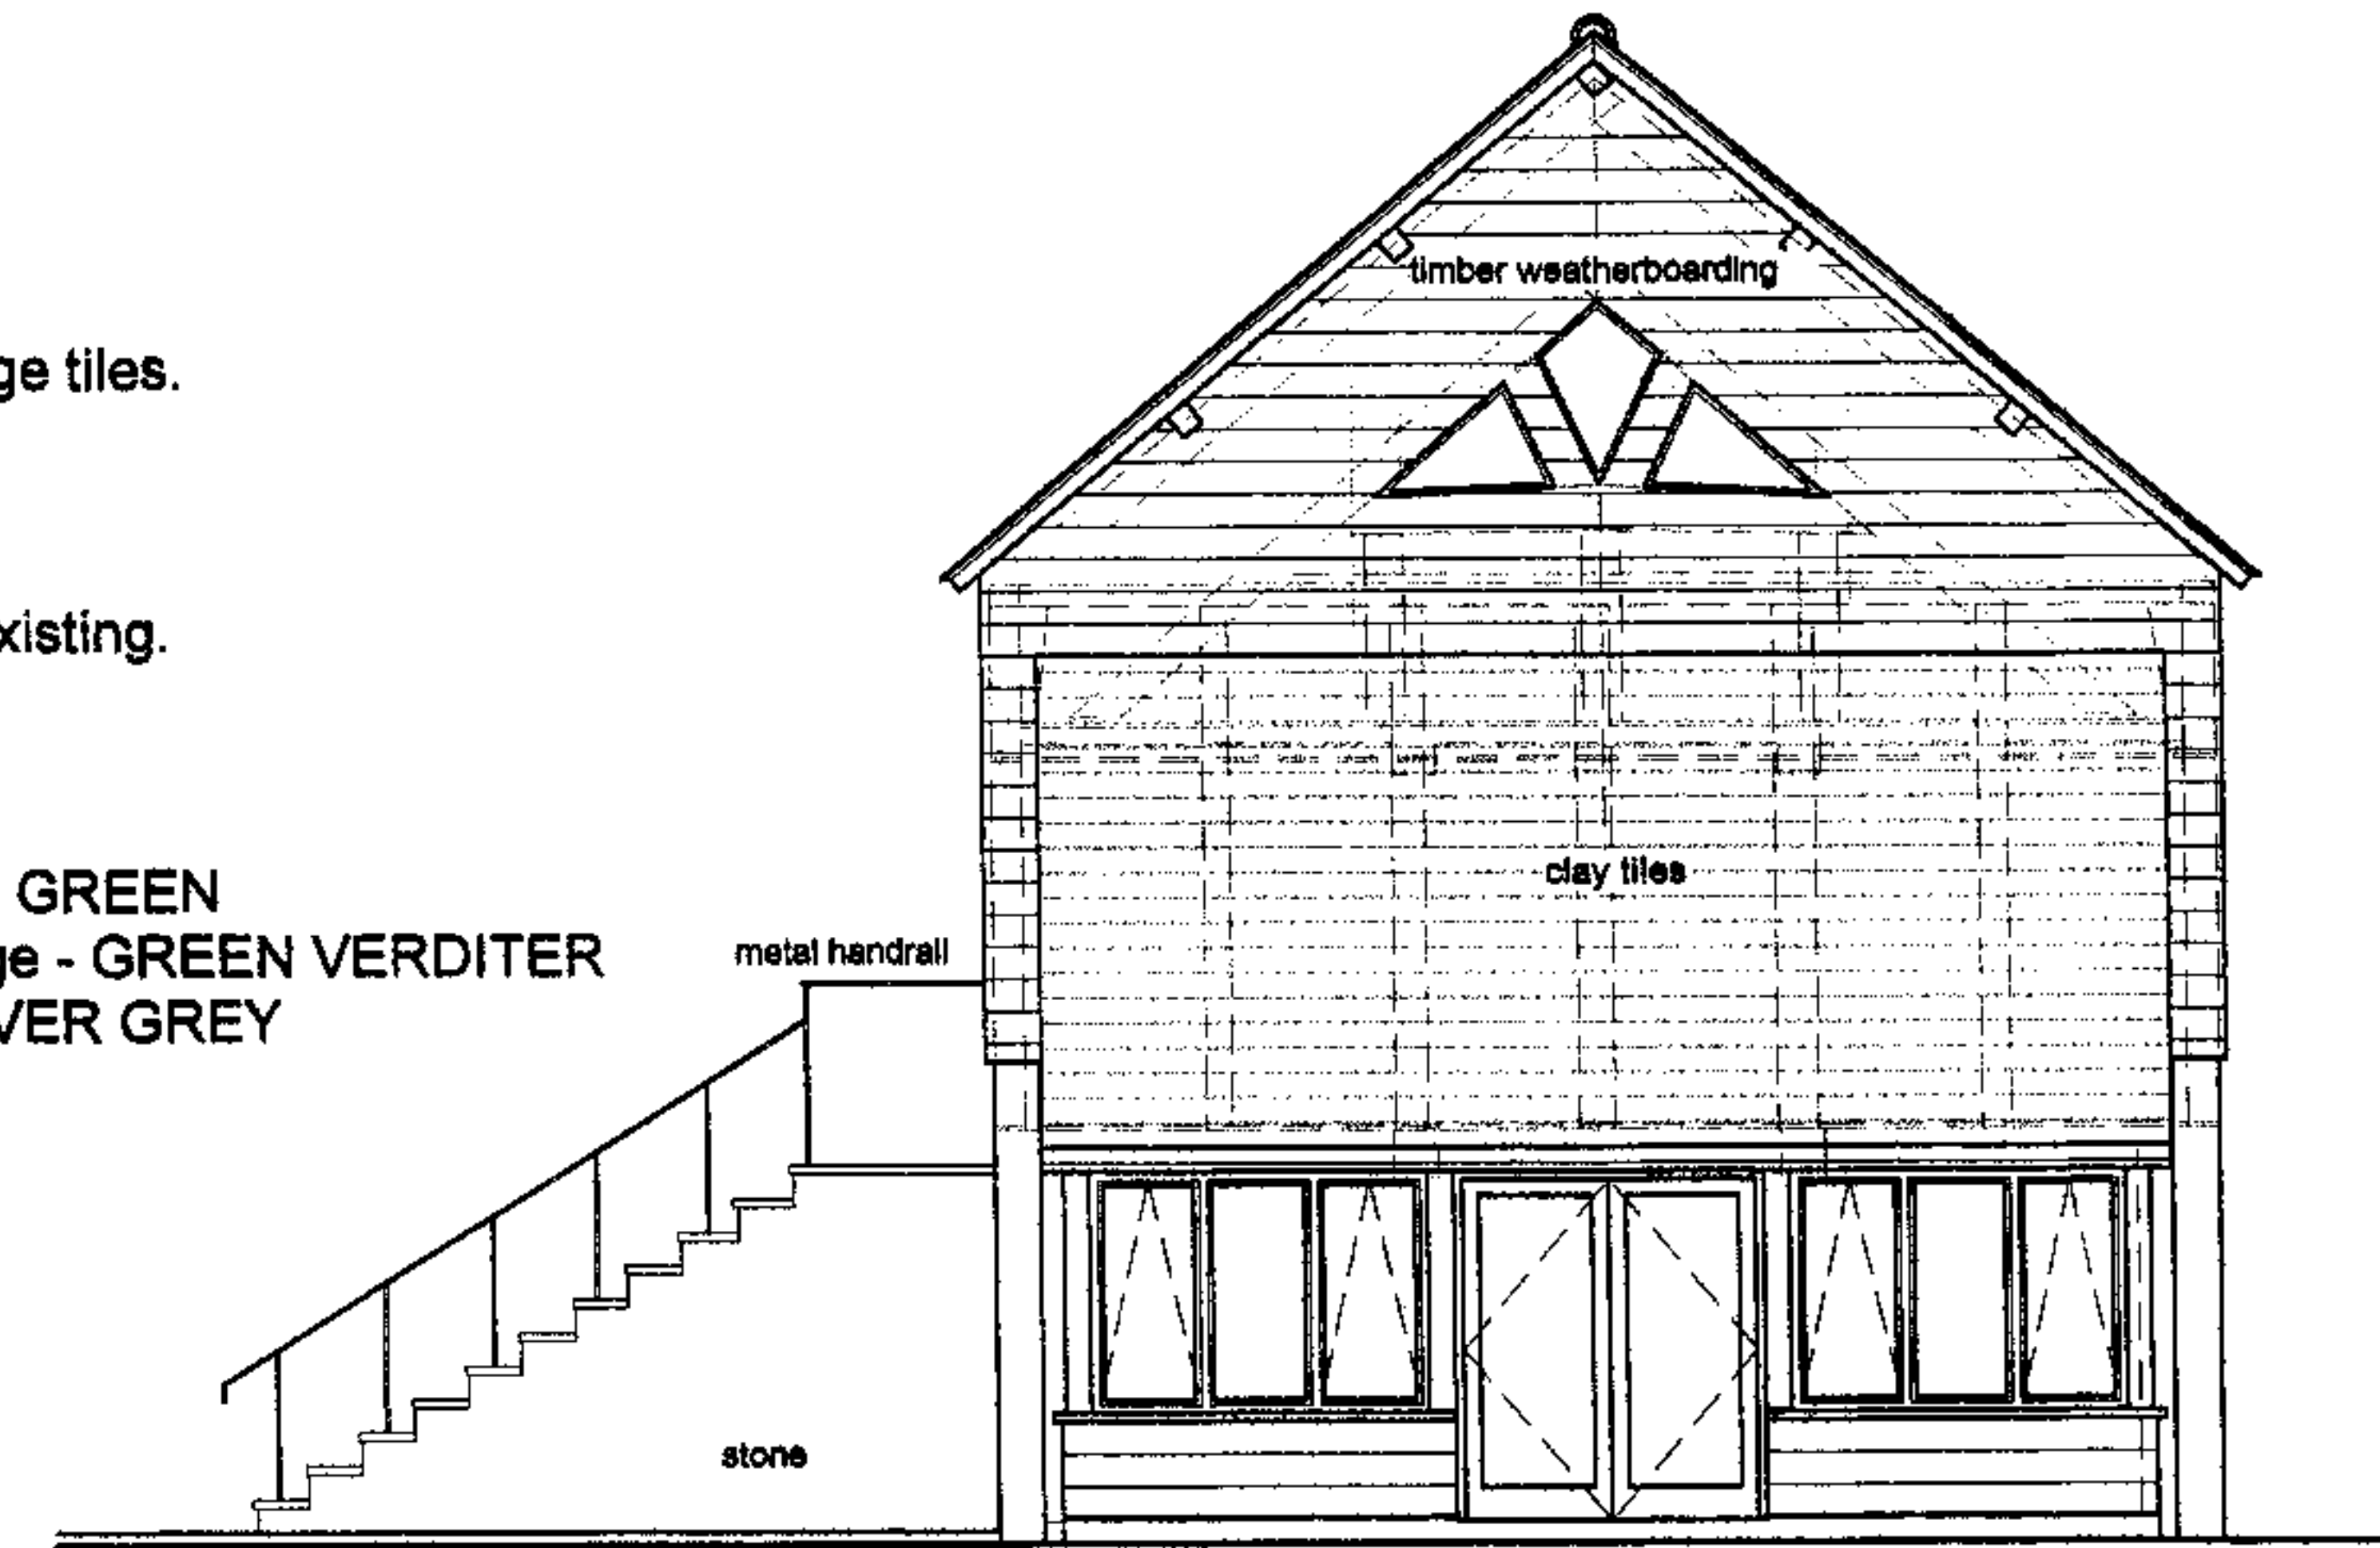 ge tiles.
xisting.
GREEN
ge - GREEN VERDITER
VER GREY
timber weatherboarding
clay tiles
metal handrail
stone